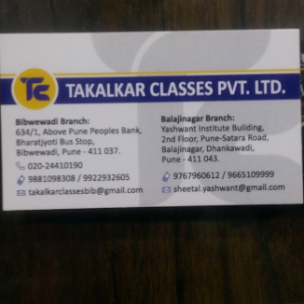 TC TAKALKAR CLASSES PVT. LTD.
Bibwewadi Branch:
634/1, Above Pune Peoples Bank,
Bharatjyoti Bus Stop,
Bibwewadi, Pune - 411 037.
020-24410190
9881098308 / 9922932605
takalkarclassesbib@gmail.com
Balajinagar Branch:
Yashwant Institute Building,
2nd Floor, Pune-Satara Road,
Balajinagar, Dhankawadi,
Pune - 411 043.
9767960612 / 9665109999
sheetal.yashwant@gmail.com